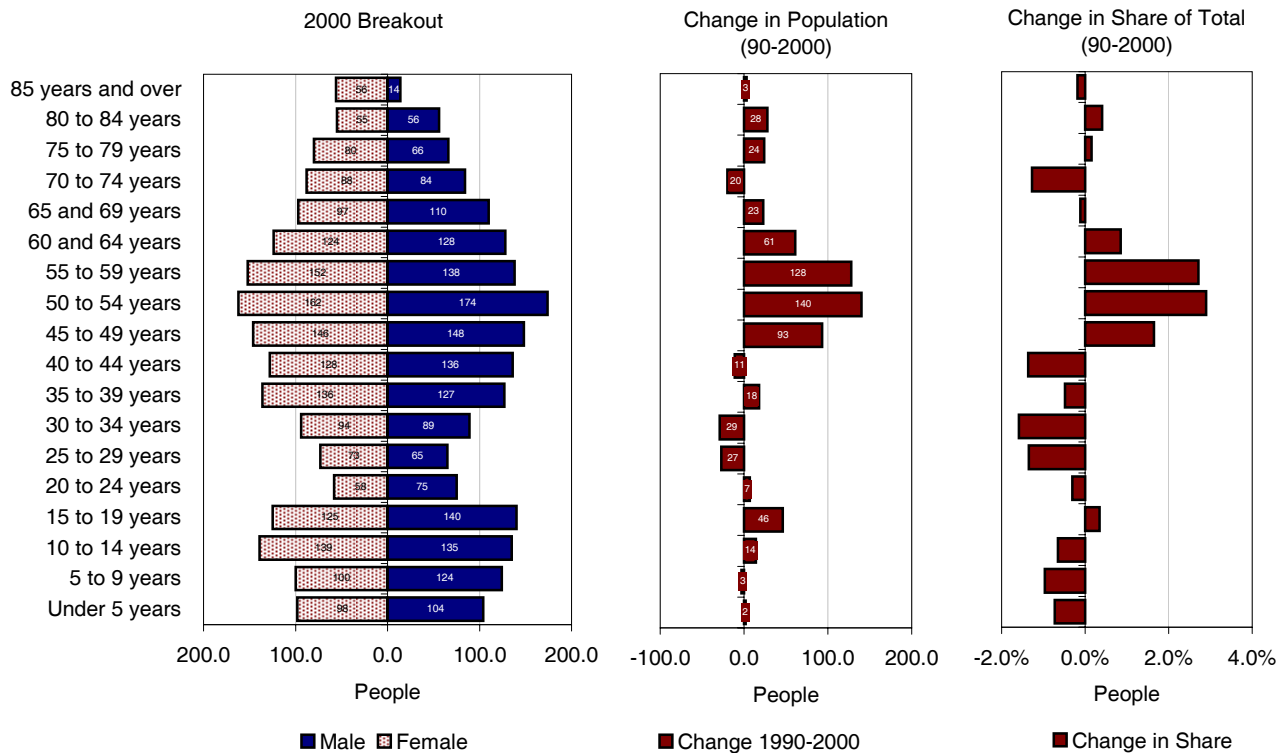 2000 Breakout
Change in Population
(90-2000)
Change in Share of Total
(90-2000)
85 years and over 56 14 3
80 to 84 years 55 56 28
75 to 79 years 80 66 24
70 to 74 years 88 84 20
65 and 69 years 97 110 23
60 and 64 years 124 128 61
55 to 59 years 152 138 128
50 to 54 years 162 174 140
45 to 49 years 146 148 93
40 to 44 years 128 136 11
35 to 39 years 136 127 18
30 to 34 years 94 89 29
25 to 29 years 73 65 27
20 to 24 years 75 7
15 to 19 years 125 140 46
10 to 14 years 139 135 14
5 to 9 years 100 124 3
Under 5 years 98 104 2
200.0 100.0 0.0 100.0 200.0
-100.0 0.0 100.0 200.0
-2.0% 0.0% 2.0% 4.0%
People
People
People
Male Female
Change 1990-2000
Change in Share